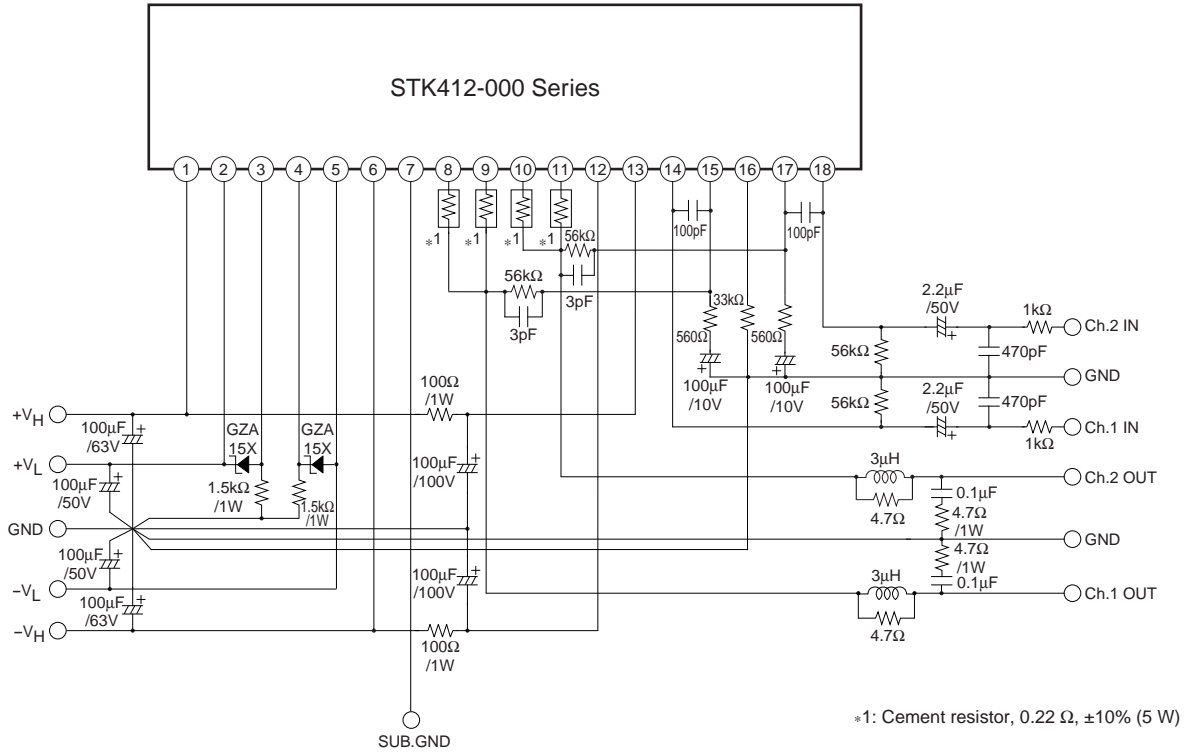 STK412-000 Series
1 2 3 4 5 6 7 8 9 10 11 12 13 14 15 16 17 18
∗1 ∗1 ∗1 ∗1
56kΩ
3pF
56kΩ
3pF
100pF
100pF
33kΩ
560Ω
560Ω
100µF
/10V
100µF
/10V
2.2µF
/50V
1kΩ
Ch.2 IN
56kΩ
470pF
GND
56kΩ
2.2µF
/50V
470pF
Ch.1 IN
1kΩ
100Ω
/1W
+VH
100µF
/63V
GZA
15X
GZA
15X
+VL
100µF
/50V
1.5kΩ
/1W
1.5kΩ
/1W
100µF
/100V
3µH
Ch.2 OUT
4.7Ω
0.1µF
4.7Ω
/1W
GND
GND
4.7Ω
/1W
0.1µF
100µF
/50V
100µF
/100V
3µH
−VL
Ch.1 OUT
100µF
/63V
4.7Ω
−VH
100Ω
/1W
SUB.GND
∗1: Cement resistor, 0.22 Ω, ±10% (5 W)